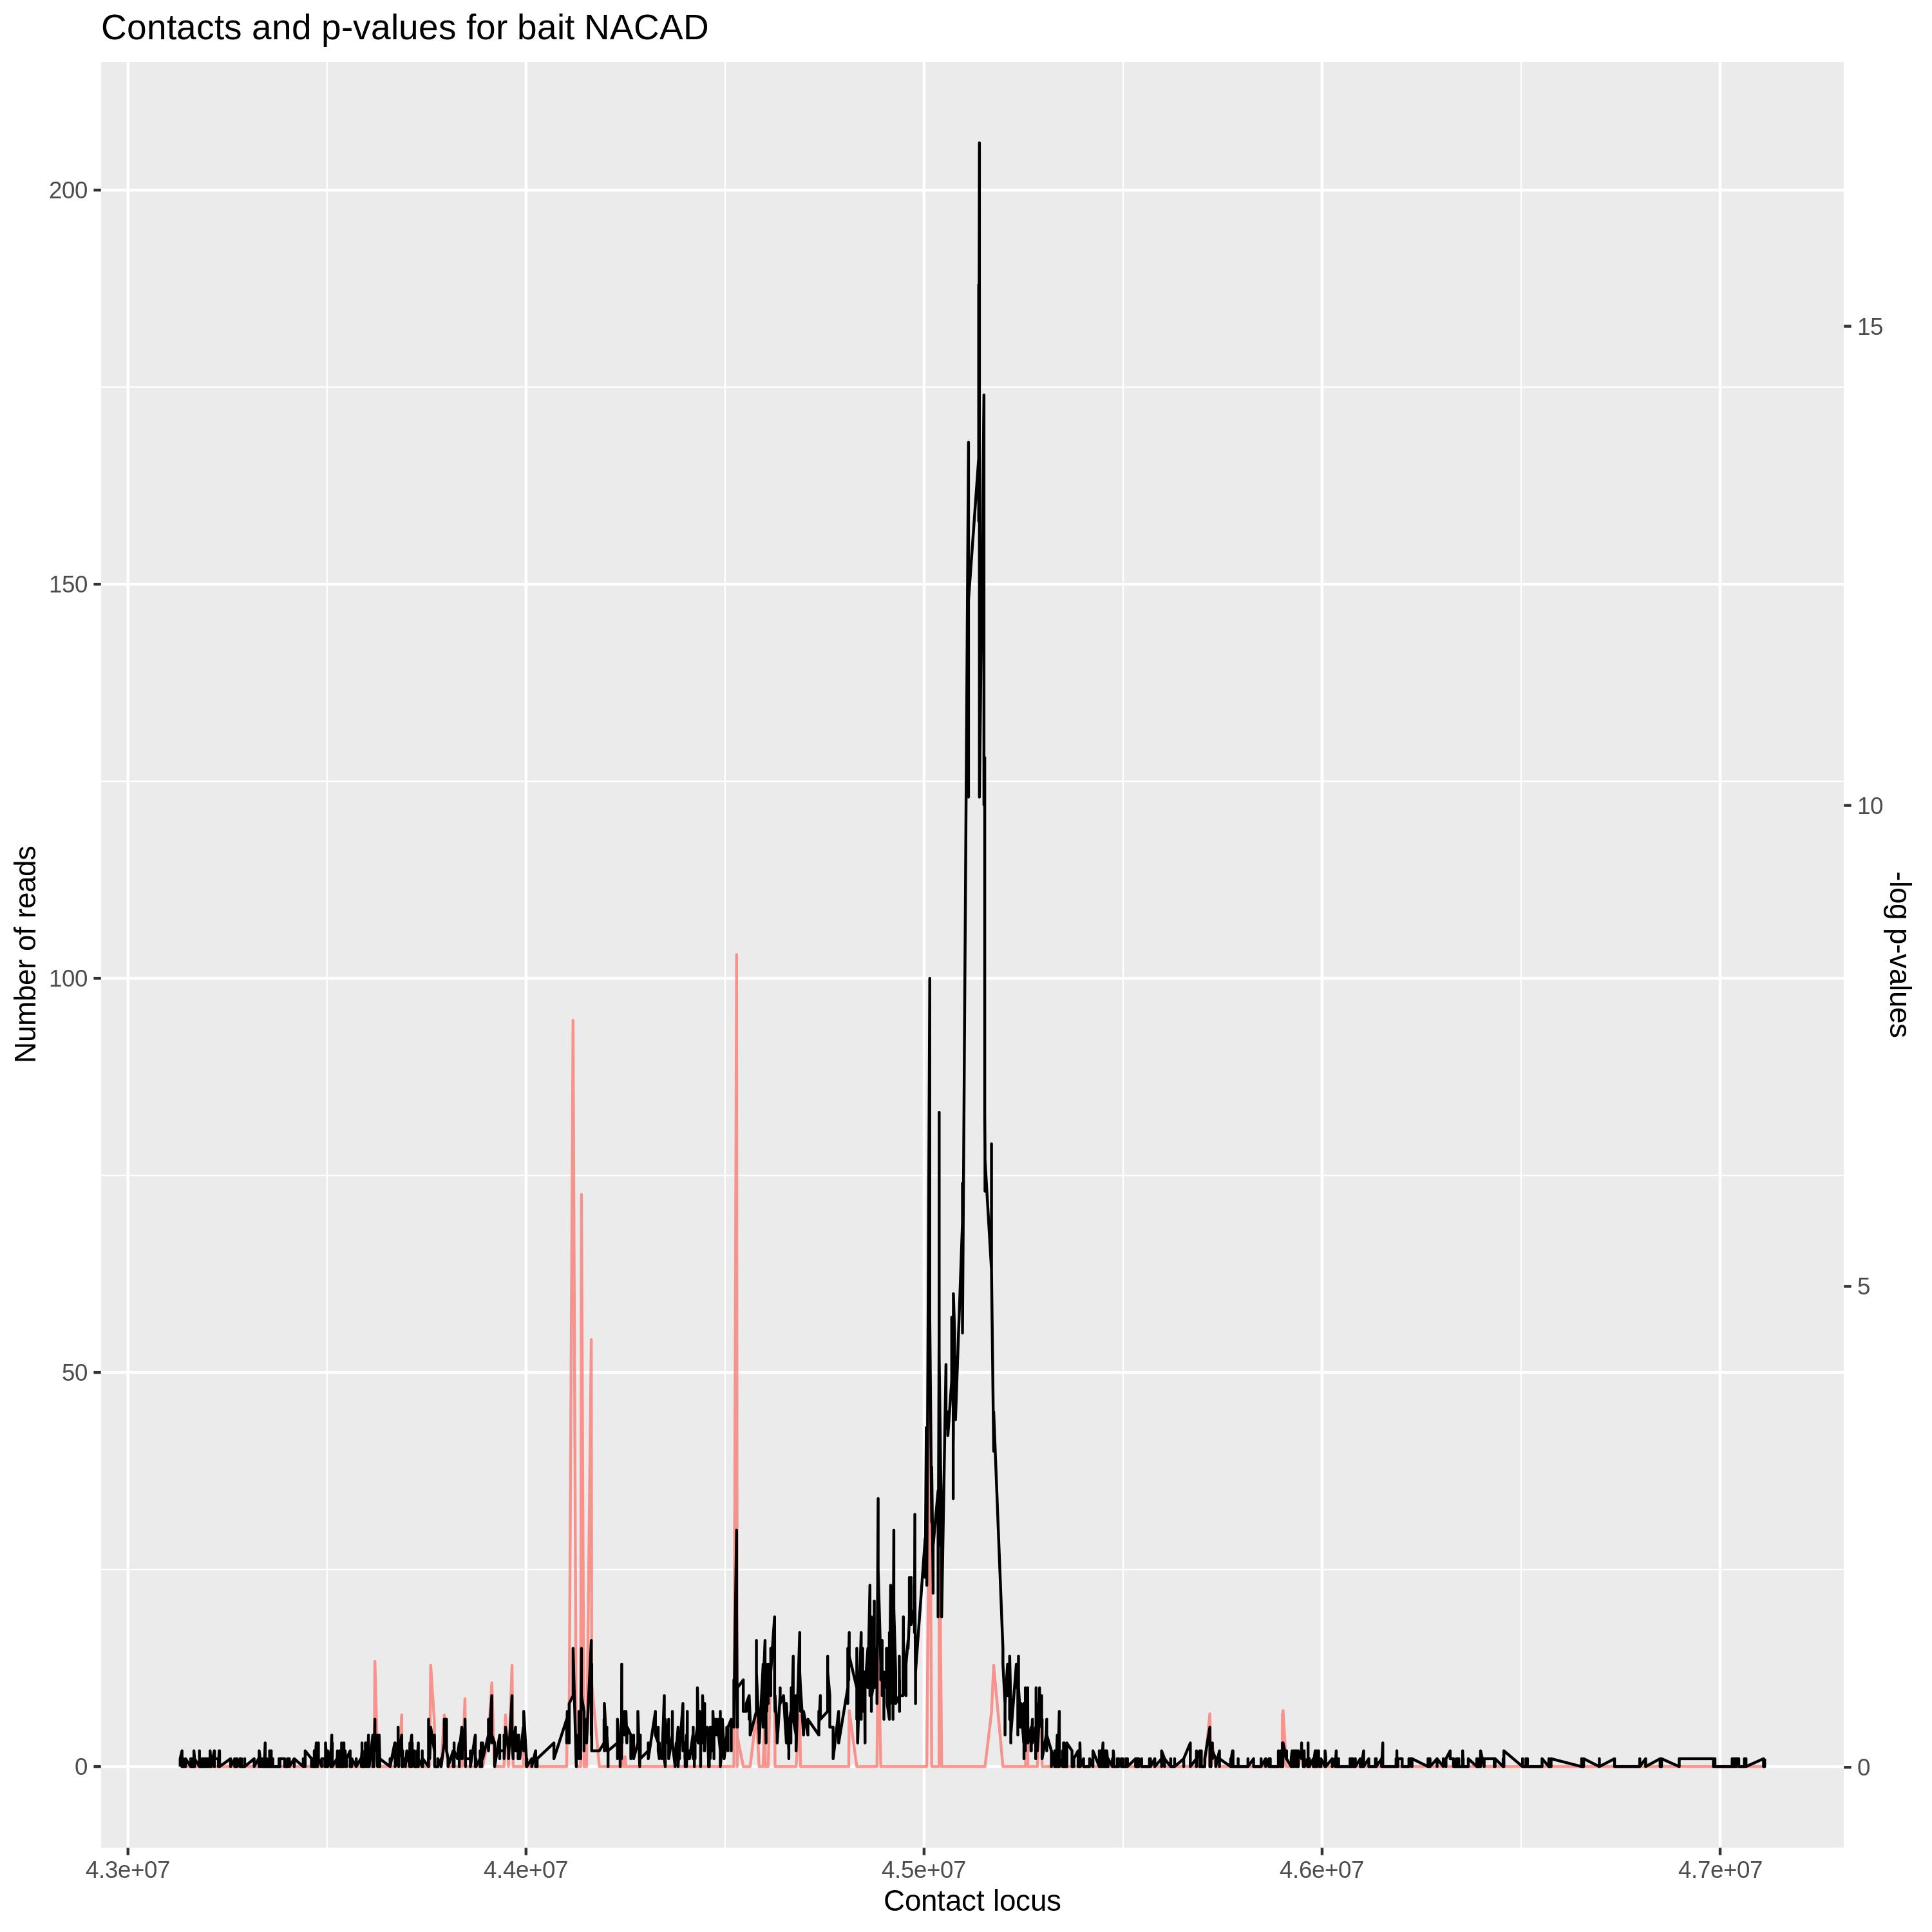 Contacts and p-values for bait NACAD
200
150
100
50
0
Number of reads
15
10
5
0
-log p-values
4.3e+07 4.4e+07 4.5e+07 4.6e+07 4.7e+07
Contact locus